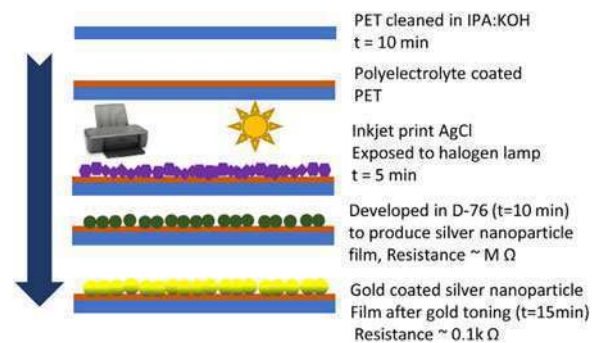 PET cleaned in IPA:KOH
t = 10 min
Polyelectrolyte coated
PET
Inkjet print AgCl
Exposed to halogen lamp
t = 5 min
Developed in D-76 (t=10 min)
to produce silver nanoparticle
film, Resistance ~ M Ω
Gold coated silver nanoparticle
Film after gold toning (t=15min)
Resistance ~ 0.1k Ω